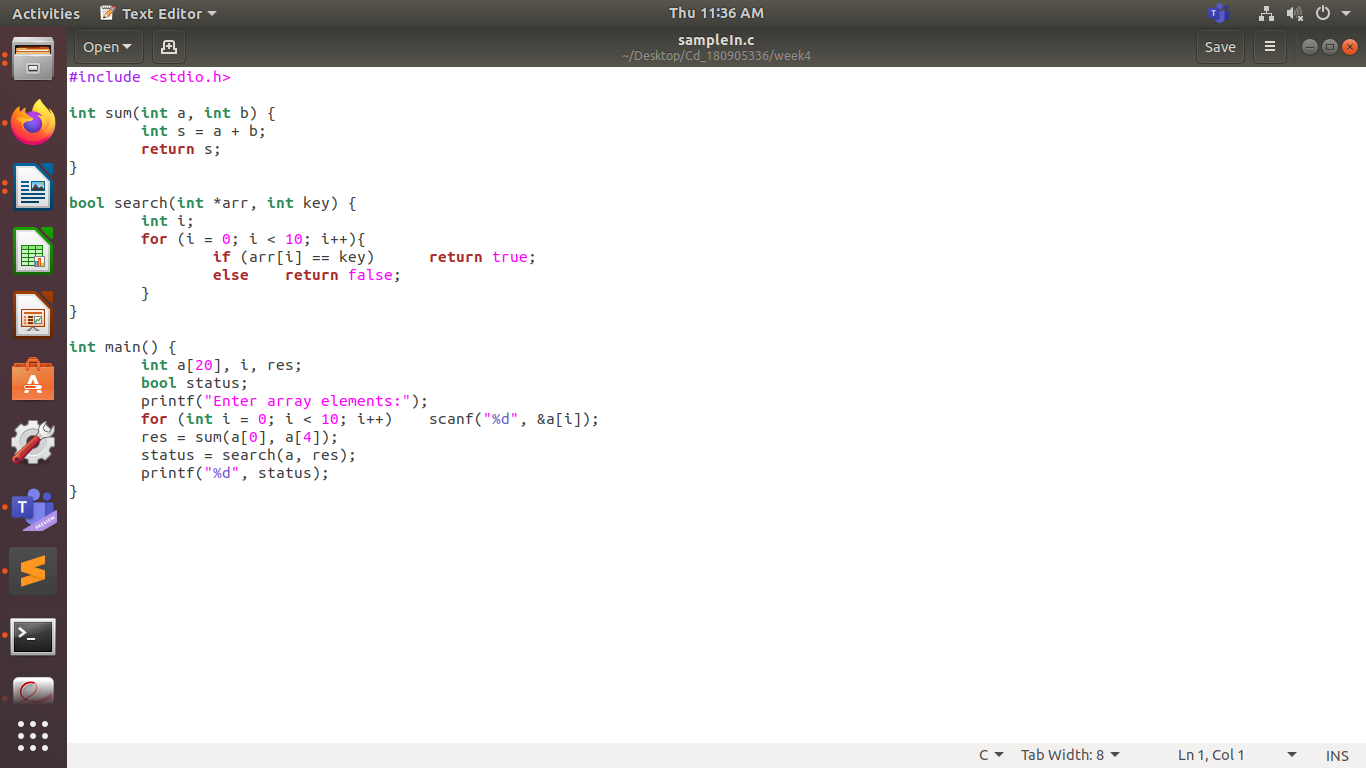 Activities Text Editor Thu 11:36 AM
Open sampleIn.c Save
~/Desktop/Cd_180905336/week4
#include <stdio.h>

int sum(int a, int b) {
        int s = a + b;
        return s;
}

bool search(int *arr, int key) {
        int i;
        for (i = 0; i < 10; i++){
                if (arr[i] == key)      return true;
                else    return false;
        }
}

int main() {
        int a[20], i, res;
        bool status;
        printf("Enter array elements:");
        for (int i = 0; i < 10; i++)    scanf("%d", &a[i]);
        res = sum(a[0], a[4]);
        status = search(a, res);
        printf("%d", status);
}
T
T
PREVIEW
C Tab Width: 8 Ln 1, Col 1 INS